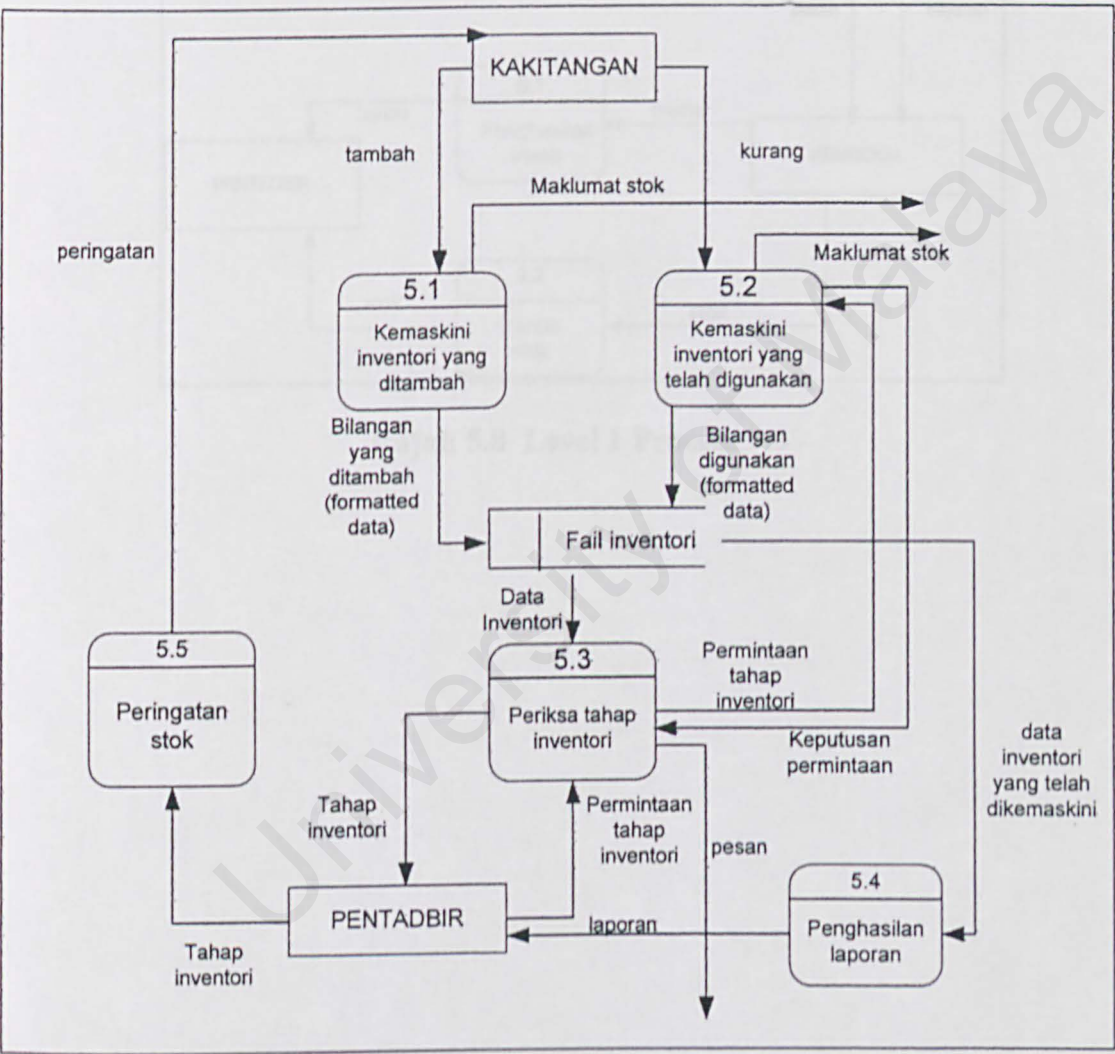 KAKITANGAN
tambah
kurang
Maklumat stok
peringatan
Maklumat stok
5.1
Kemaskini
inventori yang
ditambah
5.2
Kemaskini
inventori yang
telah digunakan
Bilangan
yang
ditambah
(formatted
data)
Bilangan
digunakan
(formatted
data)
Fail inventori
Data
Inventori
5.5
Peringatan
stok
5.3
Periksa tahap
inventori
Permintaan
tahap
inventori
Keputusan
permintaan
data
inventori
yang telah
dikemaskini
Tahap
inventori
Permintaan
tahap
inventori
pesan
5.4
Penghasilan
laporan
PENTADBIR
laporan
Tahap
inventori
University of Malaya